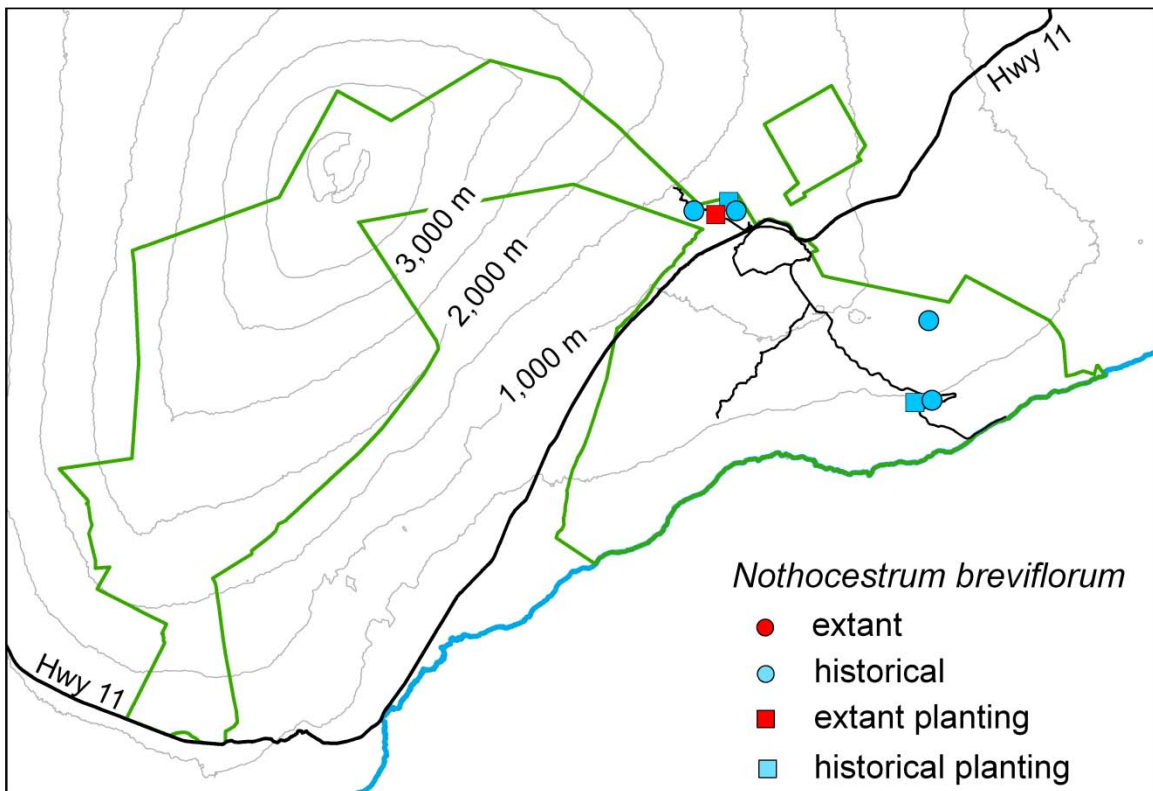 Hwy 11
3,000 m
2,000 m
1,000 m
Hwy 11
Nothocestrum breviflorum
extant
historical
extant planting
historical planting